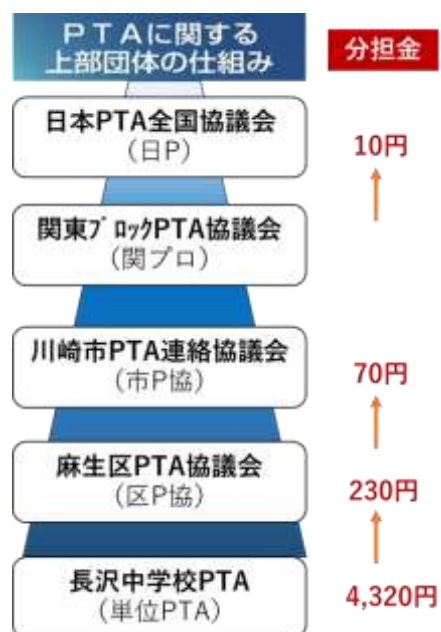 PTAに関する
上部団体の仕組み
分担金
日本PTA全国協議会
(日P)
10円
関東ブロックPTA協議会
(関ブロ)
川崎市PTA連絡協議会
(市P協)
70円
麻生区PTA協議会
(区P協)
230円
長沢中学校PTA
(単位PTA)
4,320円